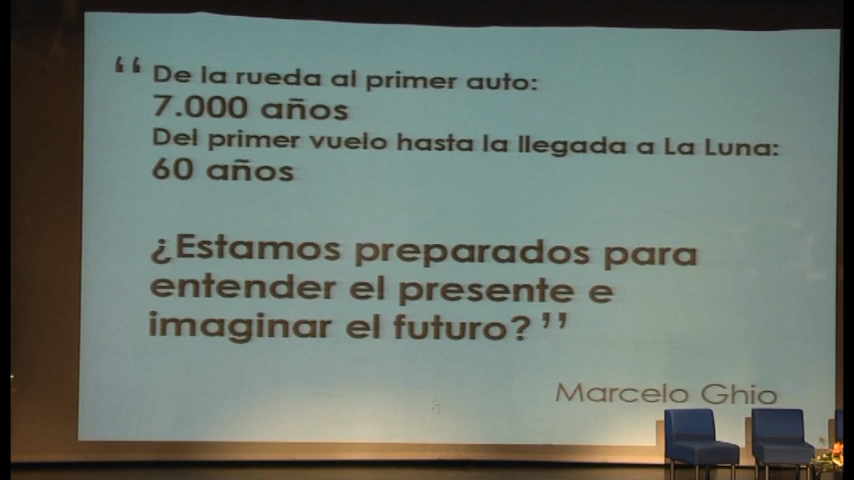 “ De la rueda al primer auto:
7.000 años
Del primer vuelo hasta la llegada a La Luna:
60 años
¿Estamos preparados para
entender el presente e
imaginar el futuro? ”
Marcelo Ghio